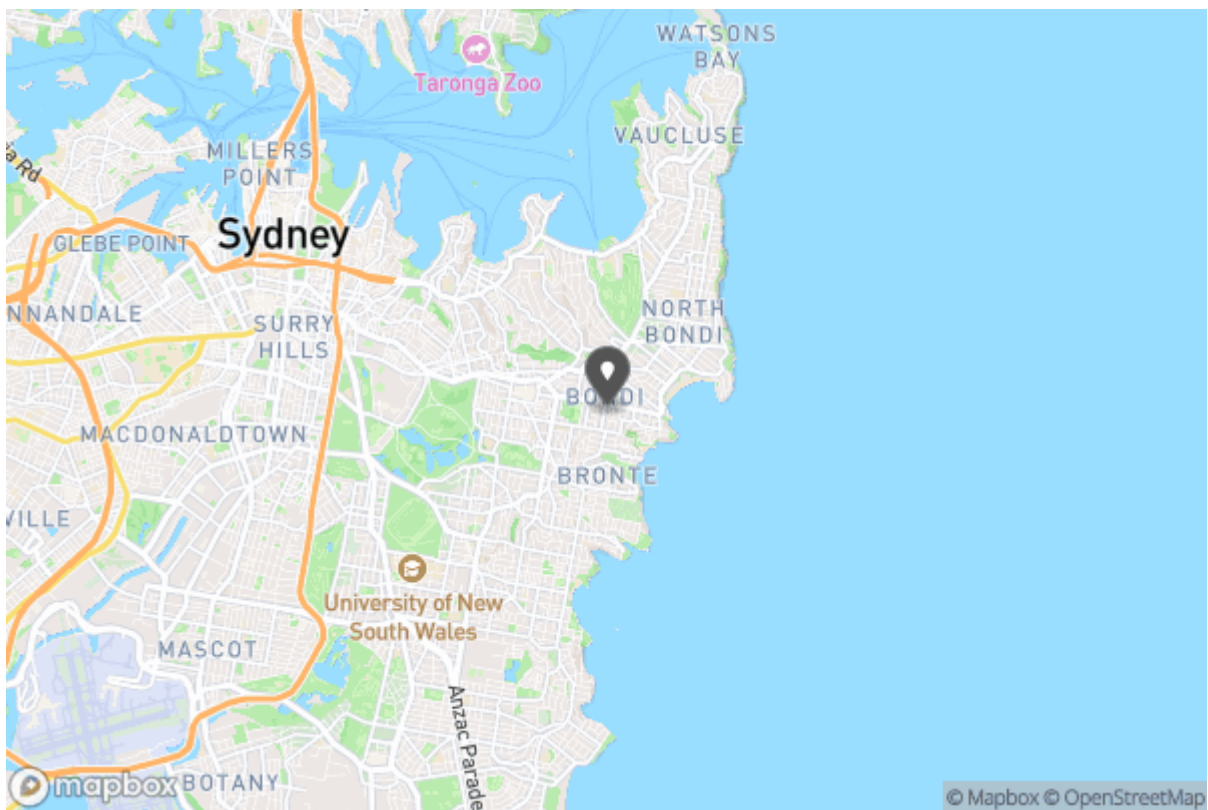 WATSONS
BAY
Taronga Zoo
VAUCLUSE
ia Rd
MILLERS
POINT
Sydney
GLEBE POINT
NNANDALE
SURRY
HILLS
NORTH
BONDI
BONDI
MACDONALDTOWN
BRONTE
VILLE
University of New
South Wales
MASCOT
Anzac Parade
BOTANY
mapbox
© Mapbox © OpenStreetMap